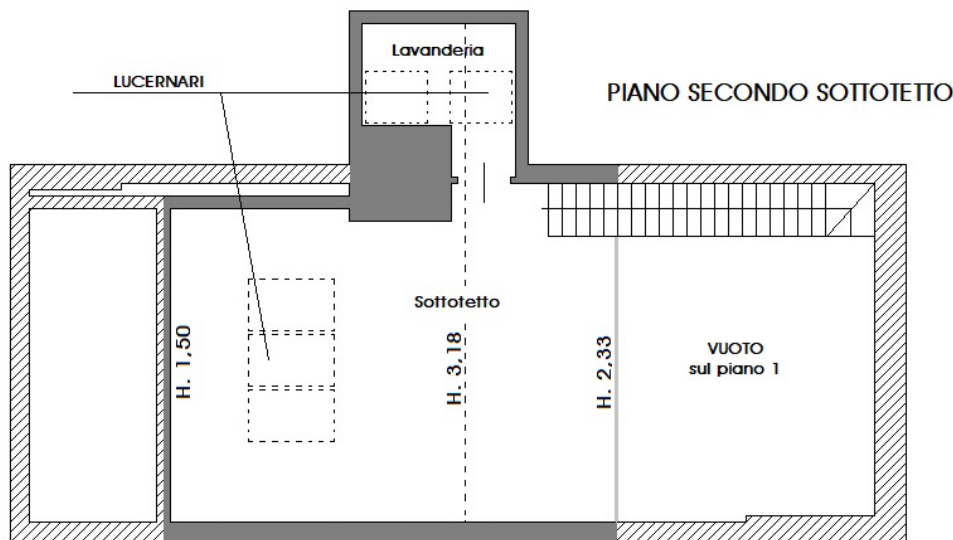 Lavanderia
LUCERNARI
PIANO SECONDO SOTTOTETTO
Sottotetto
H. 1,50
H. 3,18
H. 2,33
VUOTO
sul piano 1